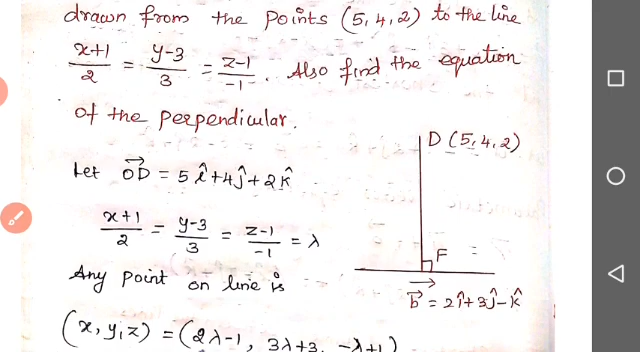 drawn from the points (5,4,2) to the line
x+1/2 = y-3/3 = z-1/-1. Also find the equation
of the perpendicular.
D (5,4,2)
Let OD⃗ = 5î+4ĵ+2k̂
x+1/2 = y-3/3 = z-1/-1 = λ
F
Any point on line is
b⃗ = 2î+3ĵ-k̂
(x,y,z) = (2λ-1, 3λ+3, -λ+1)